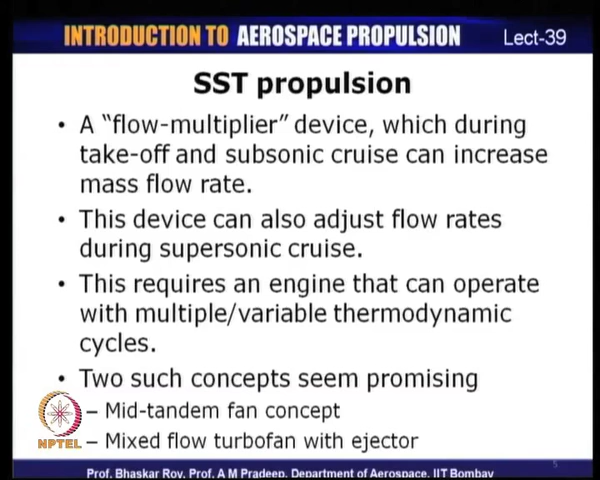 INTRODUCTION TO AEROSPACE PROPULSION Lect-39
SST propulsion
• A “flow-multiplier” device, which during
take-off and subsonic cruise can increase
mass flow rate.
• This device can also adjust flow rates
during supersonic cruise.
• This requires an engine that can operate
with multiple/variable thermodynamic
cycles.
• Two such concepts seem promising
– Mid-tandem fan concept
– Mixed flow turbofan with ejector
NPTEL
5
Prof. Bhaskar Roy, Prof. A M Pradeep, Department of Aerospace, IIT Bombay